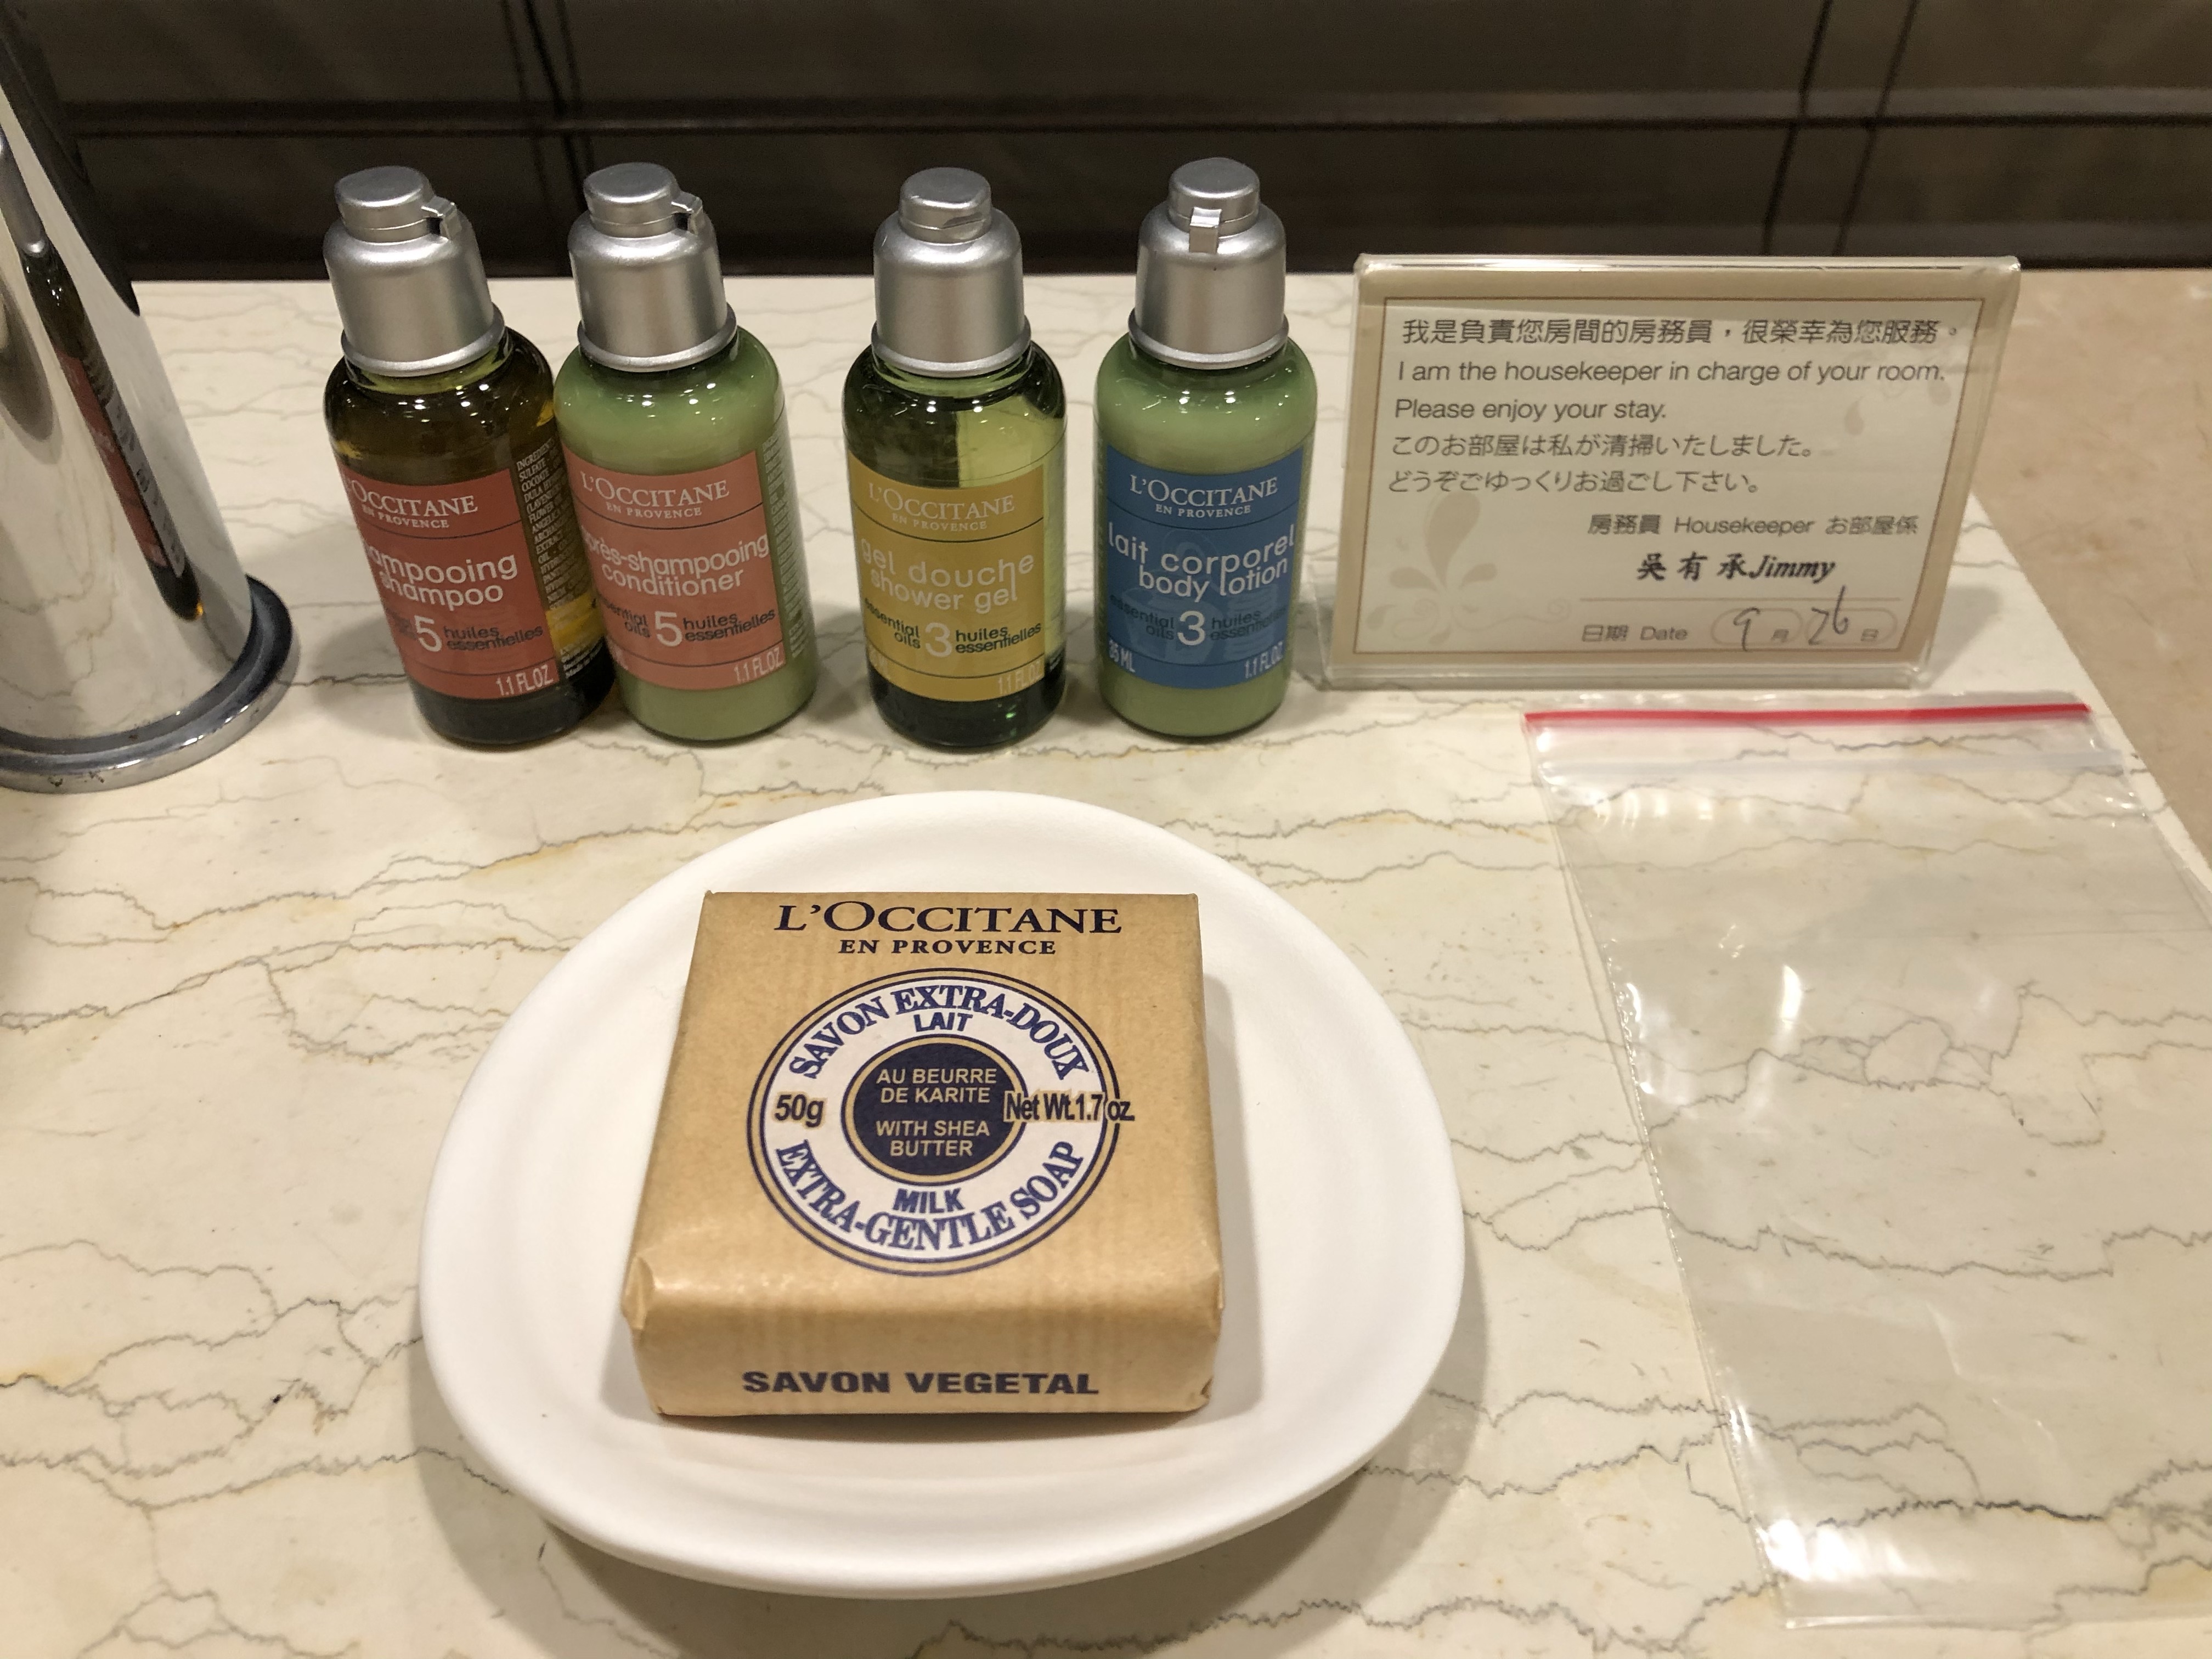 L'OCCITANE
EN PROVENCE
shampoo
5 huiles
essentielles
1.1 FL.OZ.
L'OCCITANE
EN PROVENCE
après-shampooing
conditioner
essential
oils 5 huiles
essentielles
1.1 FL.OZ.
L'OCCITANE
EN PROVENCE
gel douche
shower gel
essential
oils 3 huiles
essentielles
1.1 FL.OZ.
L'OCCITANE
EN PROVENCE
lait corporel
body lotion
essential
oils 3 huiles
essentielles
35 ML 1.1 FL.OZ.
我是負責您房間的房務員，很榮幸為您服務。
I am the housekeeper in charge of your room.
Please enjoy your stay.
このお部屋は私が清掃いたしました。
どうぞごゆっくりお過ごし下さい。
房務員 Housekeeper お部屋係
吳有承Jimmy
日期 Date 9月26日
L'OCCITANE
EN PROVENCE
SAVON EXTRA-DOUX
LAIT
AU BEURRE
DE KARITE
50g Net Wt.1.7 oz.
WITH SHEA
BUTTER
MILK
EXTRA-GENTLE SOAP
SAVON VEGETAL